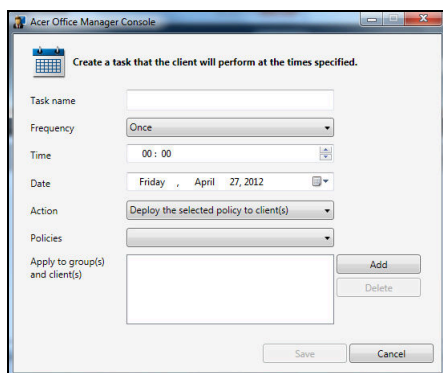 Acer Office Manager Console
Create a task that the client will perform at the times specified.
Task name
Frequency Once
Time 00 : 00
Date Friday , April 27, 2012
Action Deploy the selected policy to client(s)
Policies
Apply to group(s) Add
and client(s)
Delete
Save Cancel